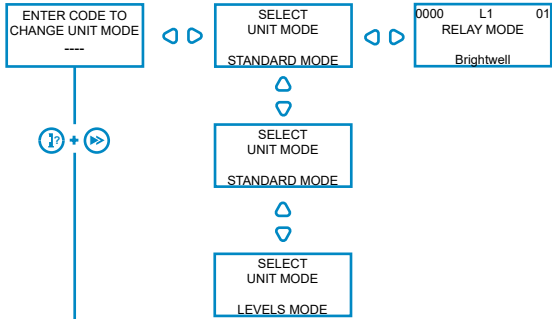 ENTER CODE TO
CHANGE UNIT MODE
----
SELECT
UNIT MODE
STANDARD MODE
0000 L1 01
RELAY MODE
Brightwell
+
SELECT
UNIT MODE
STANDARD MODE
SELECT
UNIT MODE
LEVELS MODE